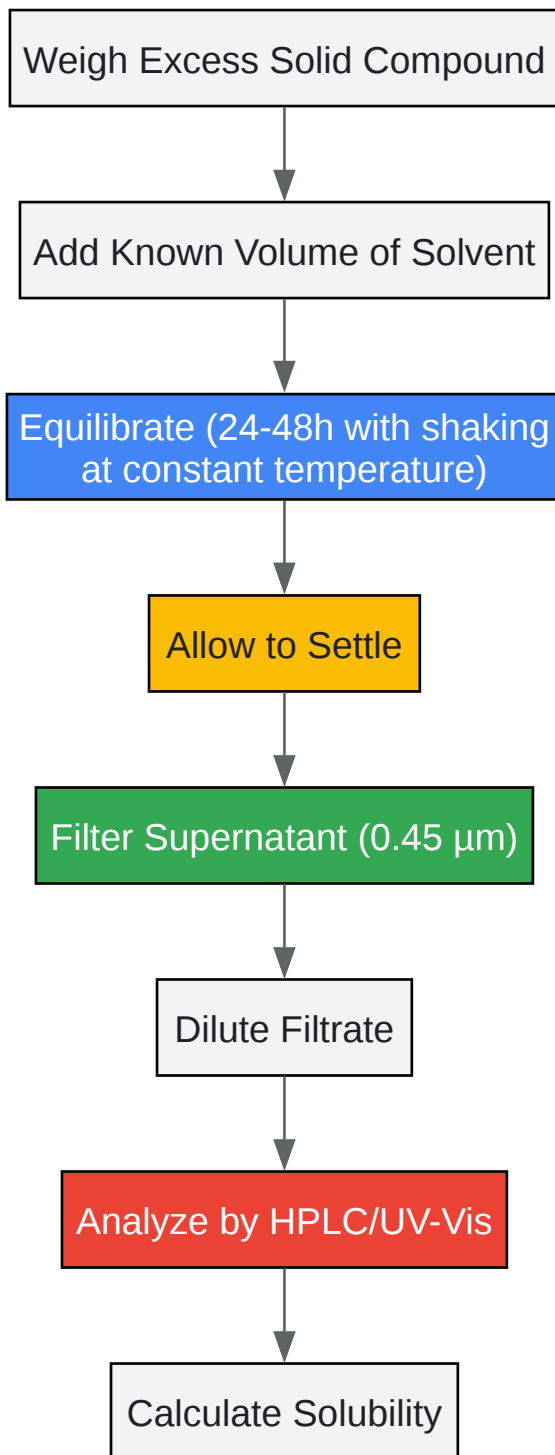 Weigh Excess Solid Compound
Add Known Volume of Solvent
Equilibrate (24-48h with shaking
at constant temperature)
Allow to Settle
Filter Supernatant (0.45 µm)
Dilute Filtrate
Analyze by HPLC/UV-Vis
Calculate Solubility